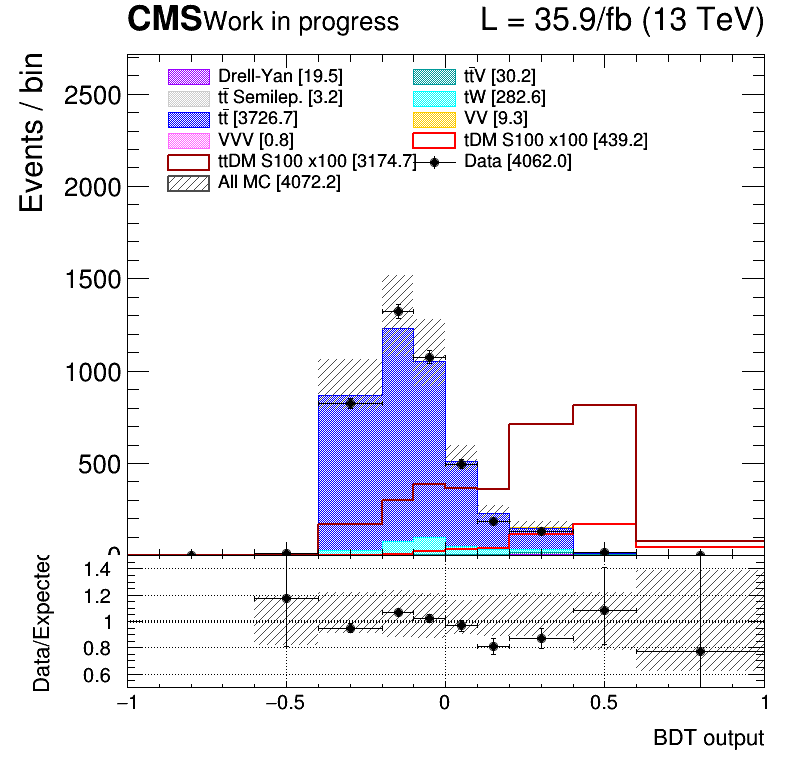 CMS Work in progress L = 35.9/fb (13 TeV)
Events / bin
2500
2000
1500
1000
500
0
Drell-Yan [19.5]
tt̄V [30.2]
tt̄ Semilep. [3.2]
tW [282.6]
tt̄ [3726.7]
VV [9.3]
VVV [0.8]
tDM S100 x100 [439.2]
ttDM S100 x100 [3174.7]
Data [4062.0]
All MC [4072.2]
Data/Expected
1.4
1.2
1
0.8
0.6
−1 −0.5 0 0.5 1
BDT output